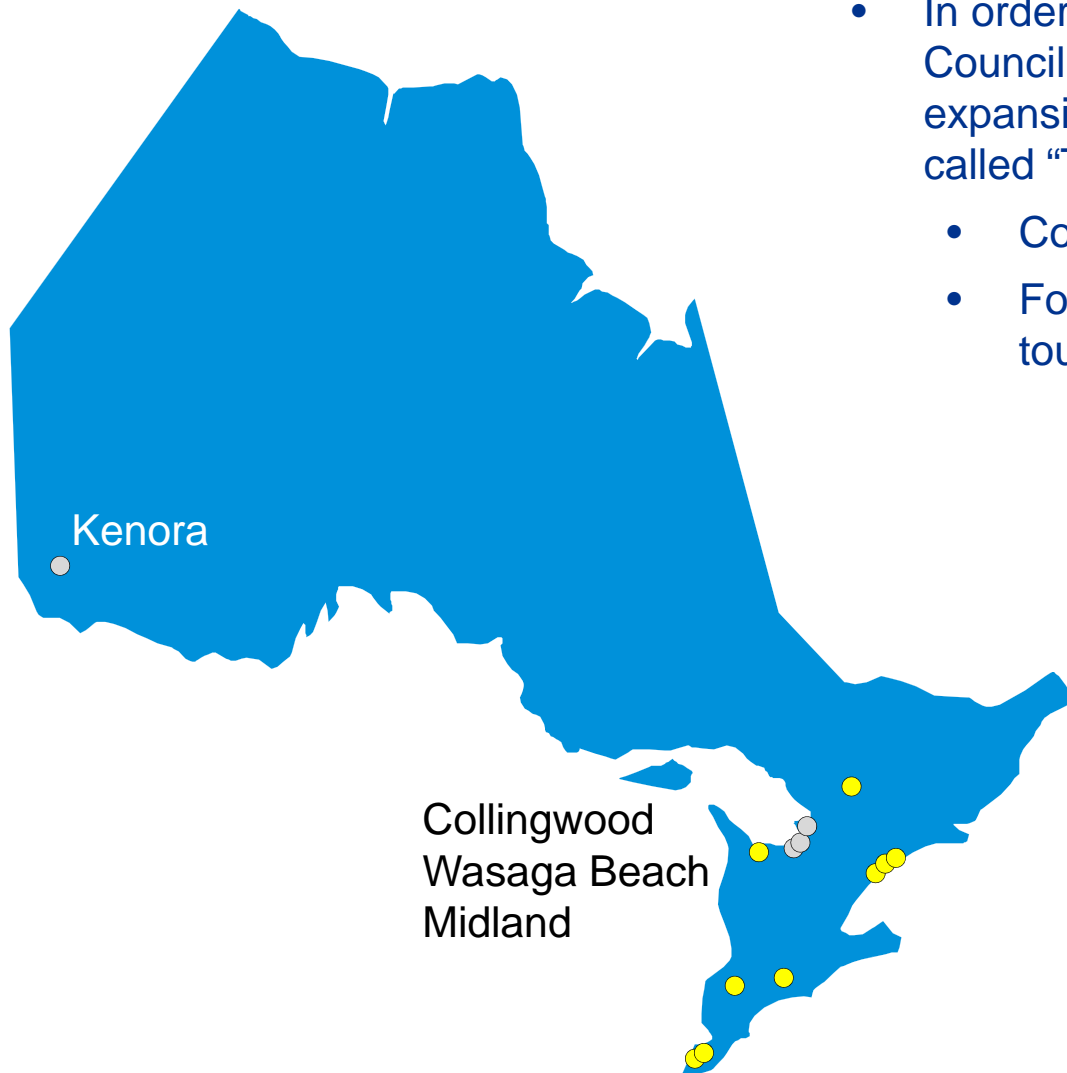 • In order
Council
expansi
called “T
• Co
• Fo
tou
Kenora
Collingwood
Wasaga Beach
Midland